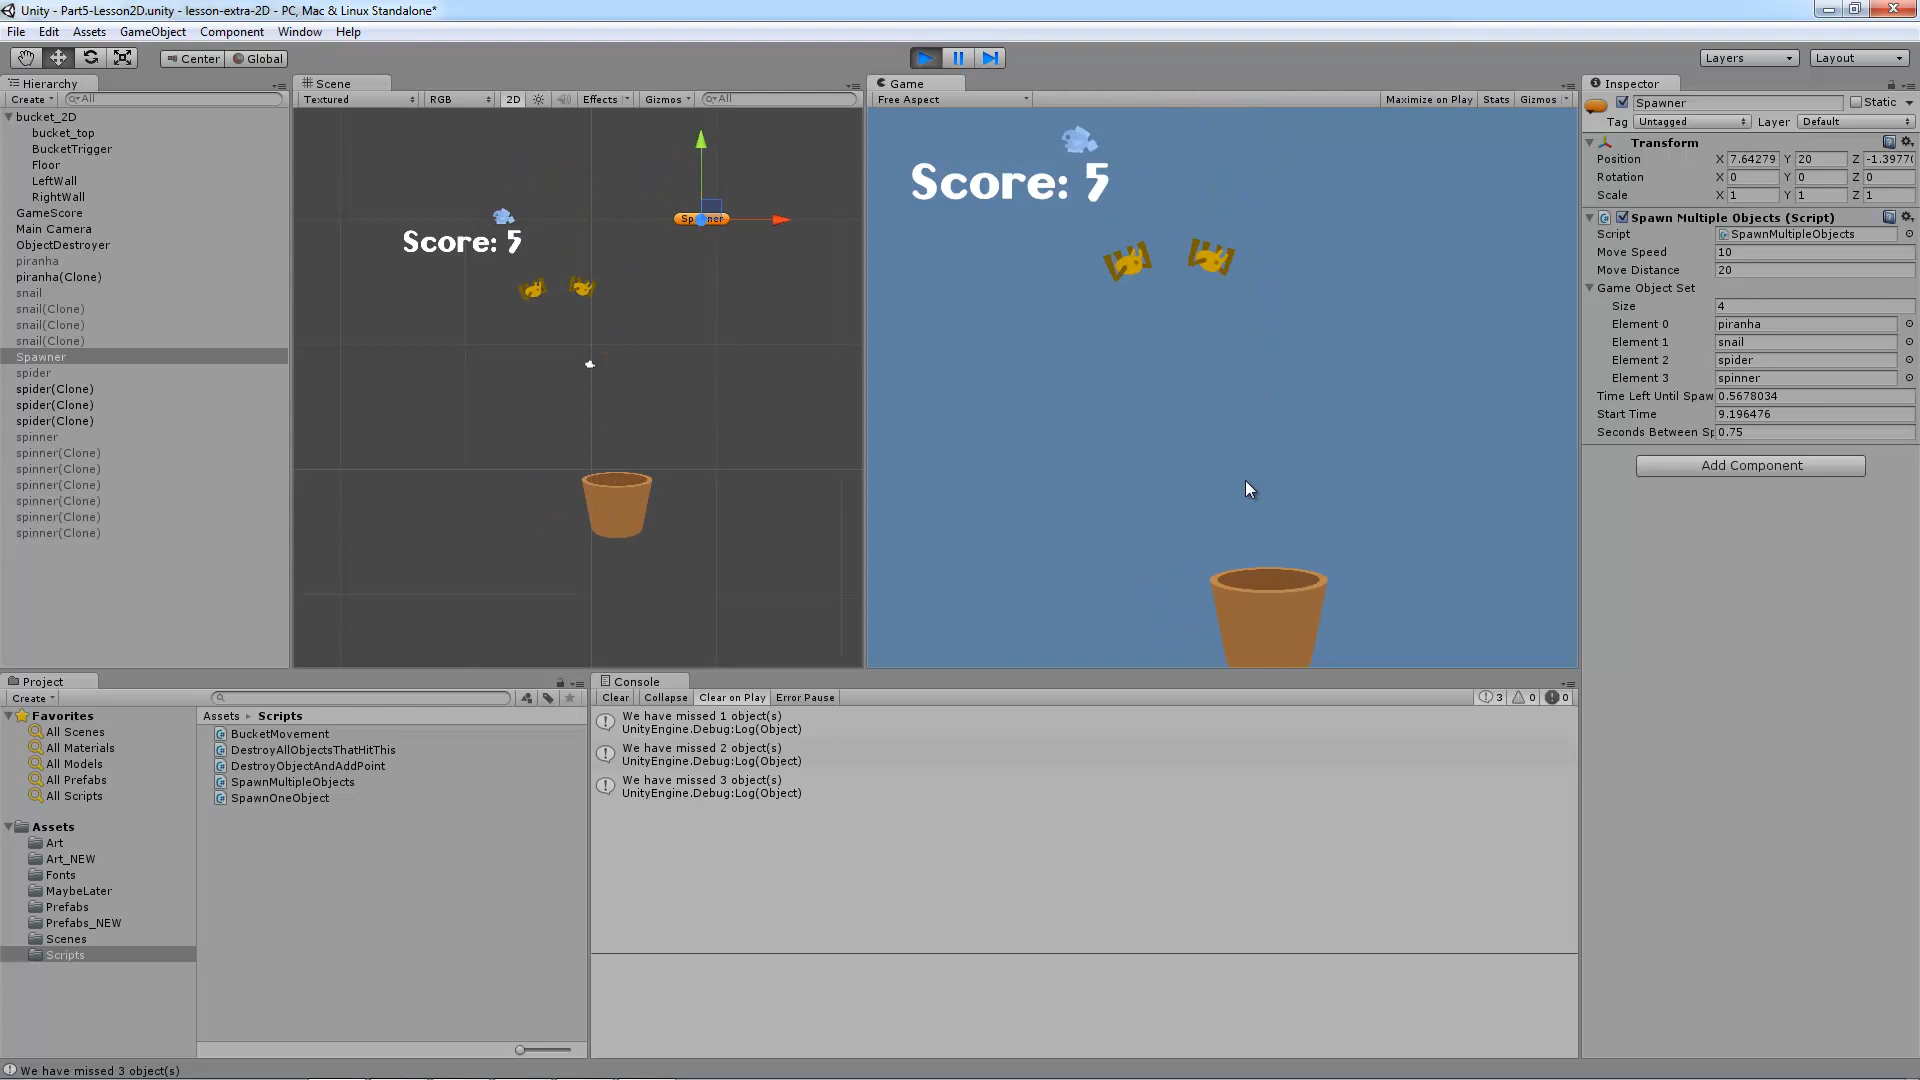 Unity - Part5-Lesson2D.unity - lesson-extra-2D - PC, Mac & Linux Standalone*
File Edit Assets GameObject Component Window Help
Center Global Layers Layout
Hierarchy
Create All
bucket_2D
bucket_top
BucketTrigger
Floor
LeftWall
RightWall
GameScore
Main Camera
ObjectDestroyer
piranha
piranha(Clone)
snail
snail(Clone)
snail(Clone)
snail(Clone)
Spawner
spider
spider(Clone)
spider(Clone)
spider(Clone)
spinner
spinner(Clone)
spinner(Clone)
spinner(Clone)
spinner(Clone)
spinner(Clone)
spinner(Clone)
Scene
Textured RGB 2D Effects Gizmos All
Score: 5
Game
Free Aspect Maximize on Play Stats Gizmos
Score: 5
Inspector
Spawner Static
Tag Untagged Layer Default
Transform
Position X 7.64279 Y 20 Z -1.3977(
Rotation X 0 Y 0 Z 0
Scale X 1 Y 1 Z 1
Spawn Multiple Objects (Script)
Script SpawnMultipleObjects
Move Speed 10
Move Distance 20
Game Object Set
Size 4
Element 0 piranha
Element 1 snail
Element 2 spider
Element 3 spinner
Time Left Until Spaw 0.5678034
Start Time 9.196476
Seconds Between Sp 0.75
Add Component
Project
Create
Favorites
All Scenes
All Materials
All Models
All Prefabs
All Scripts
Assets
Art
Art_NEW
Fonts
MaybeLater
Prefabs
Prefabs_NEW
Scenes
Scripts
Assets Scripts
BucketMovement
DestroyAllObjectsThatHitThis
DestroyObjectAndAddPoint
SpawnMultipleObjects
SpawnOneObject
Console
Clear Collapse Clear on Play Error Pause 3 0 0
We have missed 1 object(s)
UnityEngine.Debug:Log(Object)
We have missed 2 object(s)
UnityEngine.Debug:Log(Object)
We have missed 3 object(s)
UnityEngine.Debug:Log(Object)
We have missed 3 object(s)